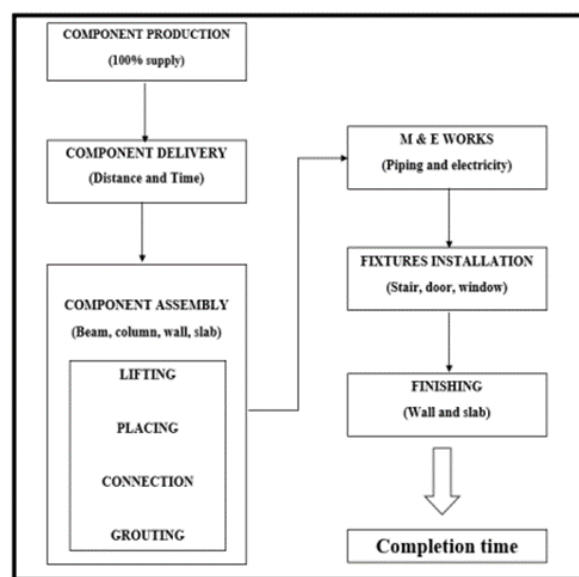 COMPONENT PRODUCTION
(100% supply)
COMPONENT DELIVERY
(Distance and Time)
COMPONENT ASSEMBLY
(Beam, column, wall, slab)
LIFTING
PLACING
CONNECTION
GROUTING
M & E WORKS
(Piping and electricity)
FIXTURES INSTALLATION
(Stair, door, window)
FINISHING
(Wall and slab)
Completion time